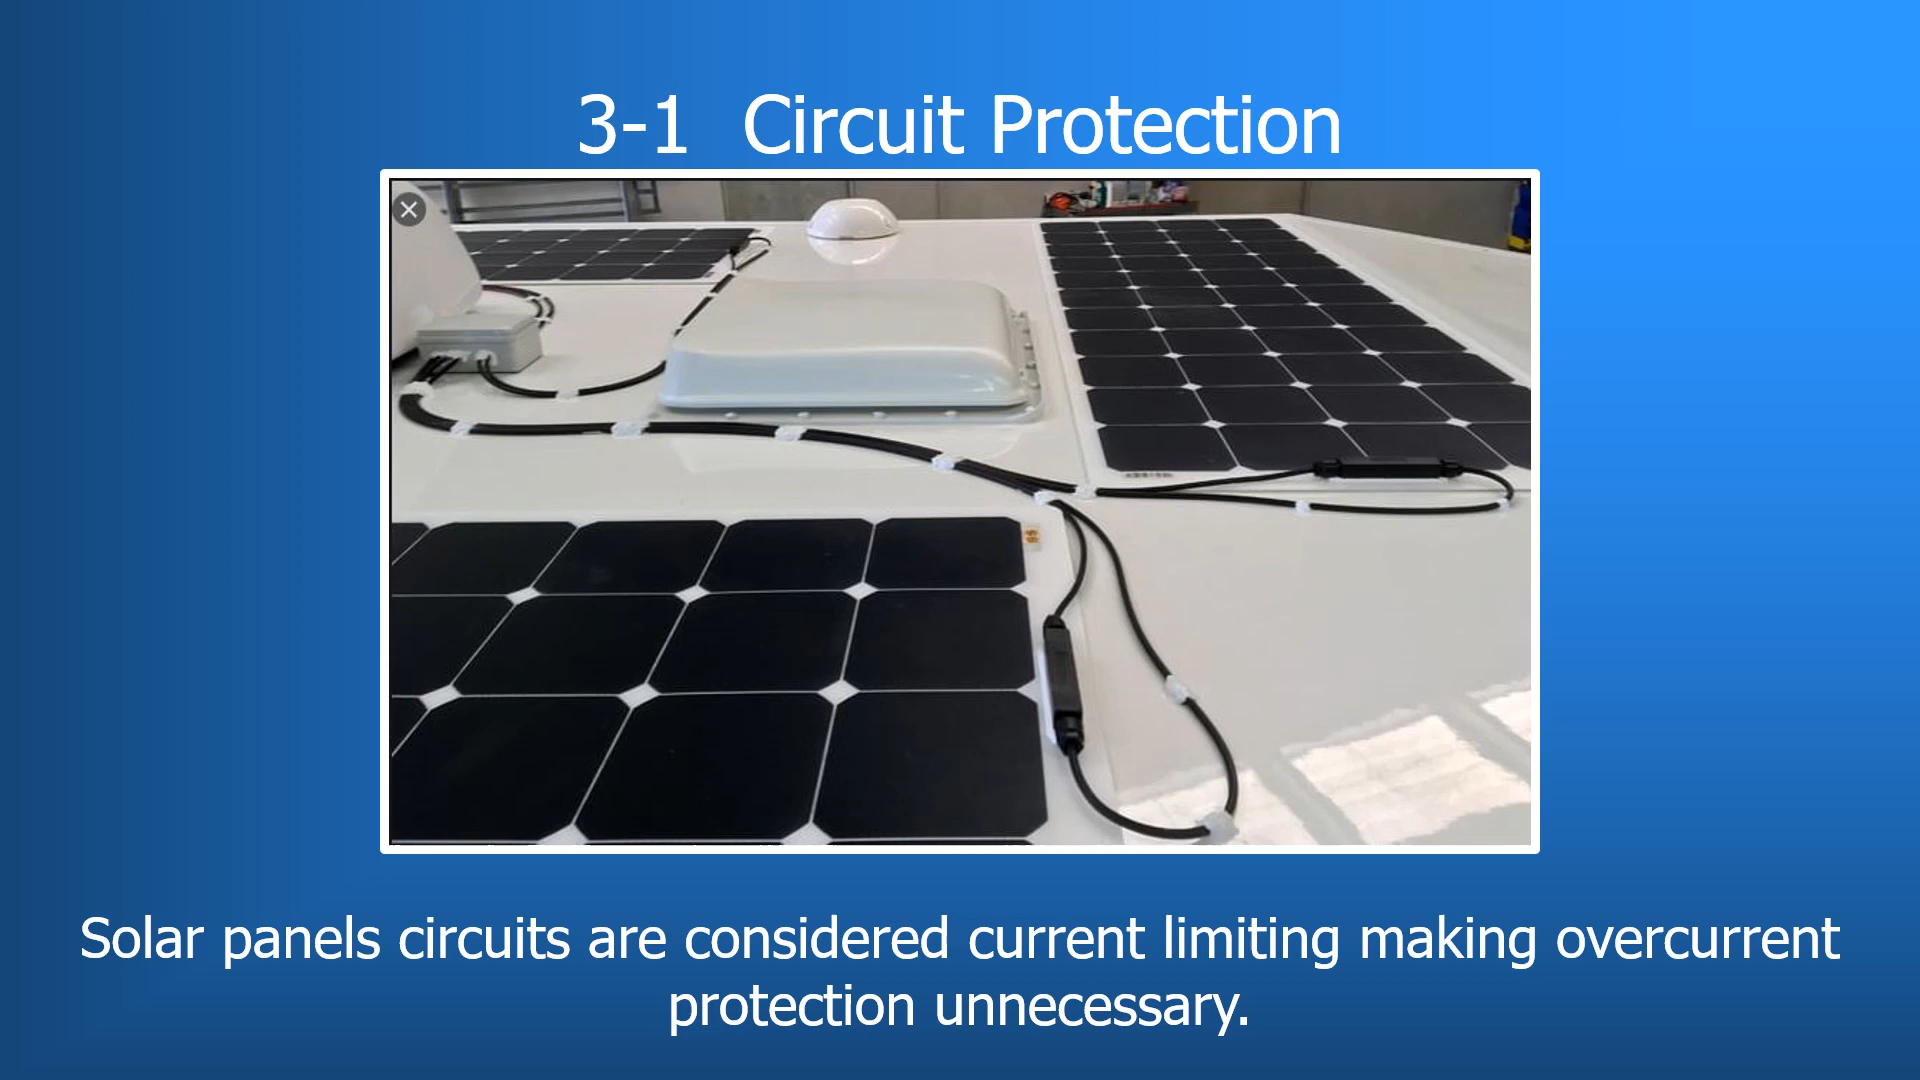 3-1  Circuit Protection
Solar panels circuits are considered current limiting making overcurrent
protection unnecessary.